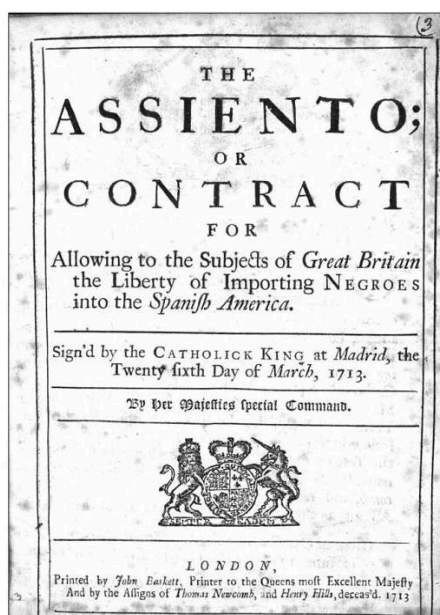 (3
THE
ASSIENTO;
OR
CONTRACT
FOR
Allowing to the Subjects of Great Britain
the Liberty of Importing NEGROES
into the Spaniſh America.
Sign'd by the CATHOLICK KING at Madrid, the
Twenty ſixth Day of March, 1713.
By Her Majeſties ſpecial Command.
SEMPER EADEM
LONDON,
Printed by John Baskett, Printer to the Queens moſt Excellent Majeſty
And by the Aſſigns of Thomas Newcomb, and Henry Hills, deceas'd. 1713